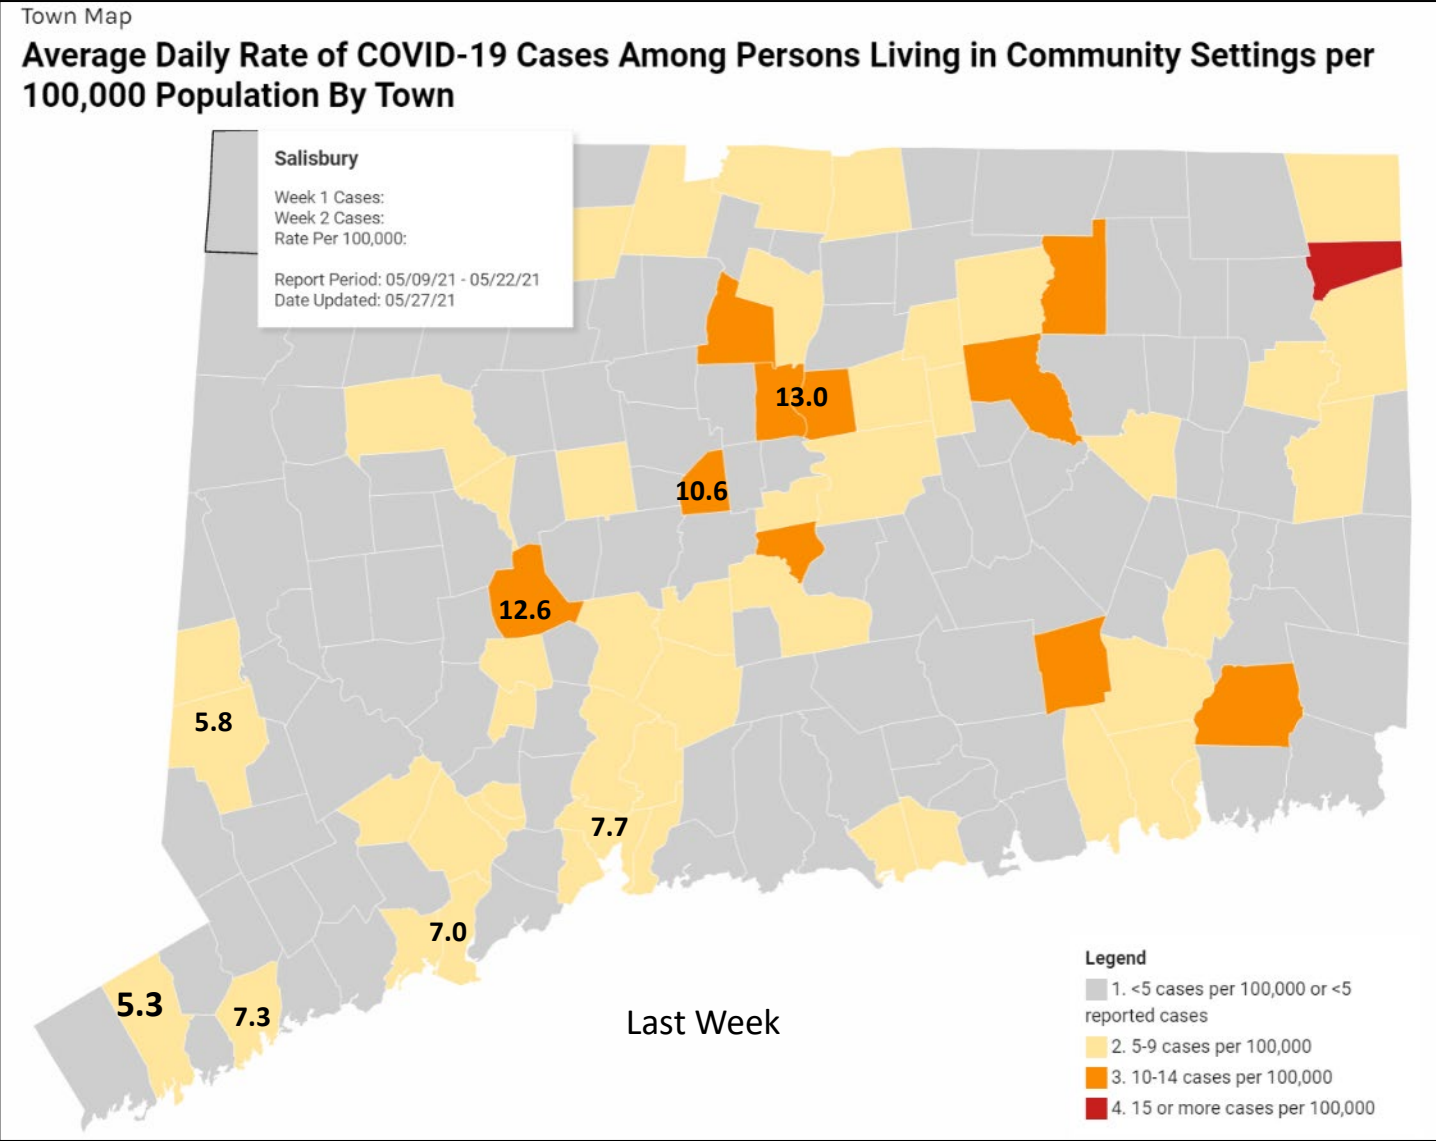 Town Map
Average Daily Rate of COVID-19 Cases Among Persons Living in Community Settings per
100,000 Population By Town
Salisbury
Week 1 Cases:
Week 2 Cases:
Rate Per 100,000:
Report Period: 05/09/21 - 05/22/21
Date Updated: 05/27/21
13.0
10.6
12.6
5.8
7.7
7.0
5.3
7.3
Last Week
Legend
1. <5 cases per 100,000 or <5
reported cases
2. 5-9 cases per 100,000
3. 10-14 cases per 100,000
4. 15 or more cases per 100,000